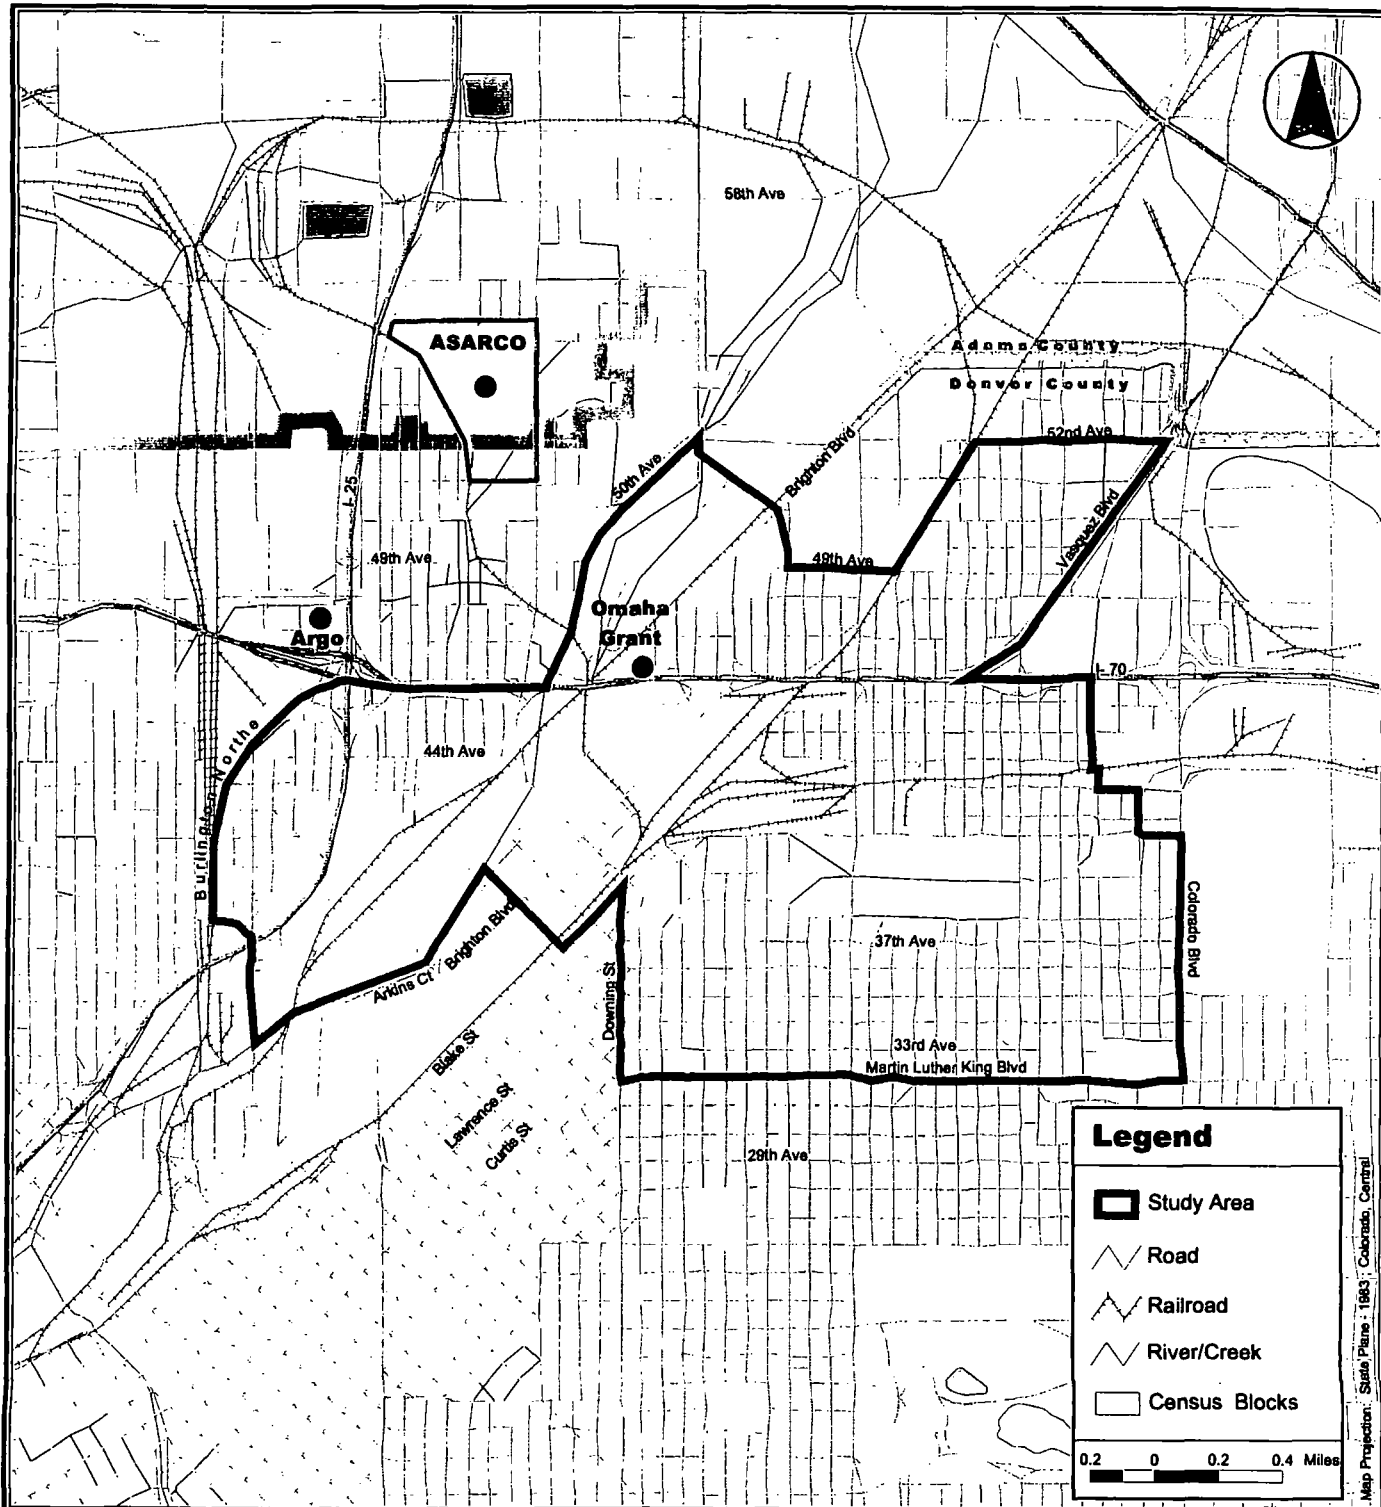 58th Ave
ASARCO
Adams County
Denver County
52nd Ave
50th Ave
Brighton Blvd
I-25
Vasquez Blvd
49th Ave
48th Ave
Omaha
Grant
Argo
I-70
Burlington Northe
44th Ave
Colorado Blvd
37th Ave
Brighton Blvd
Arkins Ct
Downing St
33rd Ave
Martin Luther King Blvd
Blake St
Lawrence St
Curtis St
29th Ave
Legend
Study Area
Road
Railroad
River/Creek
Census Blocks
0.2 0 0.2 0.4 Miles
Map Projection: State Plane 1983, Colorado, Central